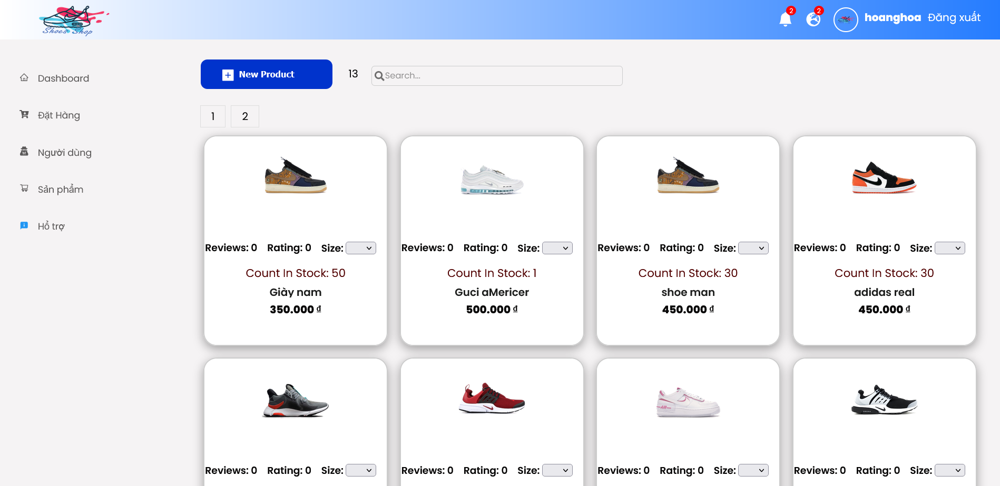 Shoes Shop
2
2
hoanghoa Đăng xuất
Dashboard
Đặt Hàng
Người dùng
Sản phẩm
Hổ trợ
New Product
13
Search...
1 2
Reviews: 0 Rating: 0 Size:
Count In Stock: 50
Giày nam
350.000 ₫
Reviews: 0 Rating: 0 Size:
Count In Stock: 1
Guci aMericer
500.000 ₫
Reviews: 0 Rating: 0 Size:
Count In Stock: 30
shoe man
450.000 ₫
Reviews: 0 Rating: 0 Size:
Count In Stock: 30
adidas real
450.000 ₫
AIR
Reviews: 0 Rating: 0 Size:
Reviews: 0 Rating: 0 Size:
Reviews: 0 Rating: 0 Size:
Reviews: 0 Rating: 0 Size: